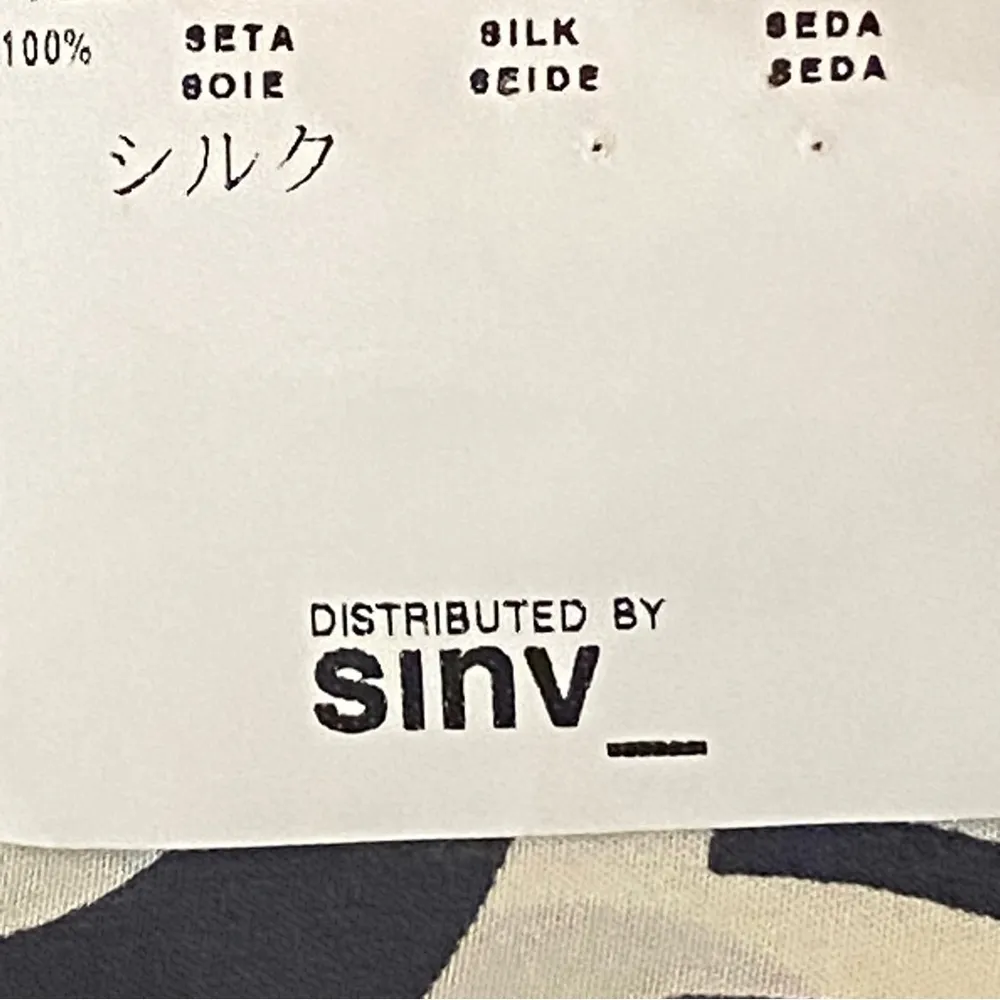 100% SETA SILK SEDA
SOIE SEIDE SEDA
シルク
DISTRIBUTED BY
sinv_